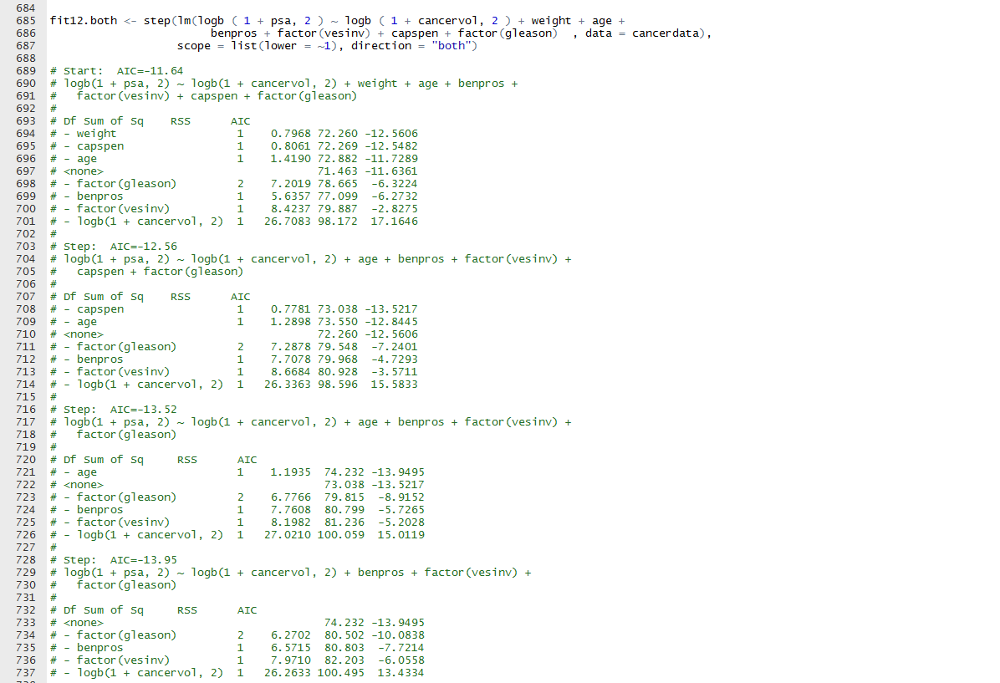 684
685 fit12.both <- step(lm(logb ( 1 + psa, 2 ) ~ logb ( 1 + cancervol, 2 ) + weight + age +
686 benpros + factor(vesinv) + capspen + factor(gleason)  , data = cancerdata),
687 scope = list(lower = ~1), direction = "both")
688
689 # Start:  AIC=-11.64
690 # logb(1 + psa, 2) ~ logb(1 + cancervol, 2) + weight + age + benpros +
691 #   factor(vesinv) + capspen + factor(gleason)
692 #
693 # Df Sum of Sq    RSS      AIC
694 # - weight                  1    0.7968 72.260 -12.5606
695 # - capspen                 1    0.8061 72.269 -12.5482
696 # - age                     1    1.4190 72.882 -11.7289
697 # <none>                                71.463 -11.6361
698 # - factor(gleason)         2    7.2019 78.665  -6.3224
699 # - benpros                 1    5.6357 77.099  -6.2732
700 # - factor(vesinv)          1    8.4237 79.887  -2.8275
701 # - logb(1 + cancervol, 2)  1   26.7083 98.172  17.1646
702 #
703 # Step:  AIC=-12.56
704 # logb(1 + psa, 2) ~ logb(1 + cancervol, 2) + age + benpros + factor(vesinv) +
705 #   capspen + factor(gleason)
706 #
707 # Df Sum of Sq    RSS      AIC
708 # - capspen                 1    0.7781 73.038 -13.5217
709 # - age                     1    1.2898 73.550 -12.8445
710 # <none>                                72.260 -12.5606
711 # - factor(gleason)         2    7.2878 79.548  -7.2401
712 # - benpros                 1    7.7078 79.968  -4.7293
713 # - factor(vesinv)          1    8.6684 80.928  -3.5711
714 # - logb(1 + cancervol, 2)  1   26.3363 98.596  15.5833
715 #
716 # Step:  AIC=-13.52
717 # logb(1 + psa, 2) ~ logb(1 + cancervol, 2) + age + benpros + factor(vesinv) +
718 #   factor(gleason)
719 #
720 # Df Sum of Sq     RSS      AIC
721 # - age                     1    1.1935  74.232 -13.9495
722 # <none>                                 73.038 -13.5217
723 # - factor(gleason)         2    6.7766  79.815  -8.9152
724 # - benpros                 1    7.7608  80.799  -5.7265
725 # - factor(vesinv)          1    8.1982  81.236  -5.2028
726 # - logb(1 + cancervol, 2)  1   27.0210 100.059  15.0119
727 #
728 # Step:  AIC=-13.95
729 # logb(1 + psa, 2) ~ logb(1 + cancervol, 2) + benpros + factor(vesinv) +
730 #   factor(gleason)
731 #
732 # Df Sum of Sq     RSS      AIC
733 # <none>                                 74.232 -13.9495
734 # - factor(gleason)         2    6.2702  80.502 -10.0838
735 # - benpros                 1    6.5715  80.803  -7.7214
736 # - factor(vesinv)          1    7.9710  82.203  -6.0558
737 # - logb(1 + cancervol, 2)  1   26.2633 100.495  13.4334